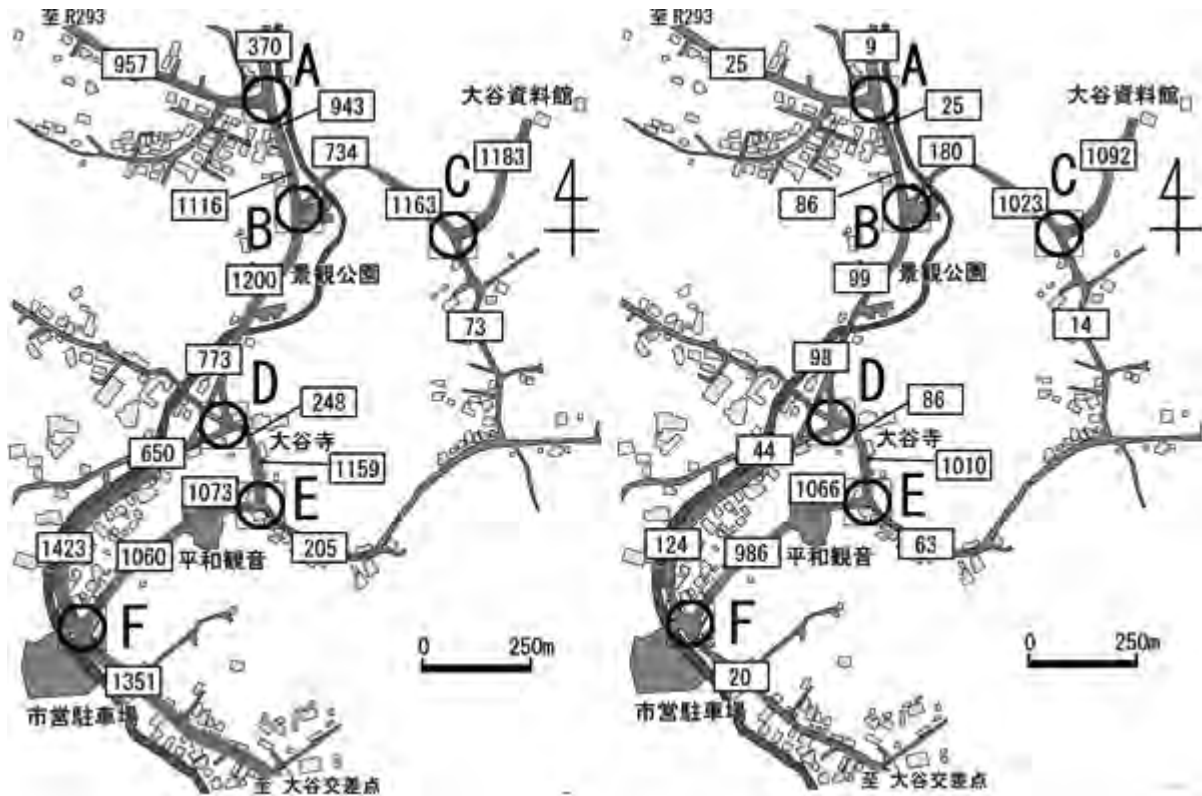 至 R293
370
957
A
943
大谷資料館
734
1183
C
1116
1163
B
景観公園
1200
73
773
D
248
大谷寺
650
1159
1073
E
1423
1060
205
平和観音
F
0 250m
1351
市営駐車場
至 大谷交差点
至 R293
9
25
A
25
大谷資料館
180
1092
C
86
1023
B
景観公園
99
14
98
D
86
大谷寺
44
1010
1066
E
124
986
63
平和観音
F
0 250m
20
市営駐車場
至 大谷交差点